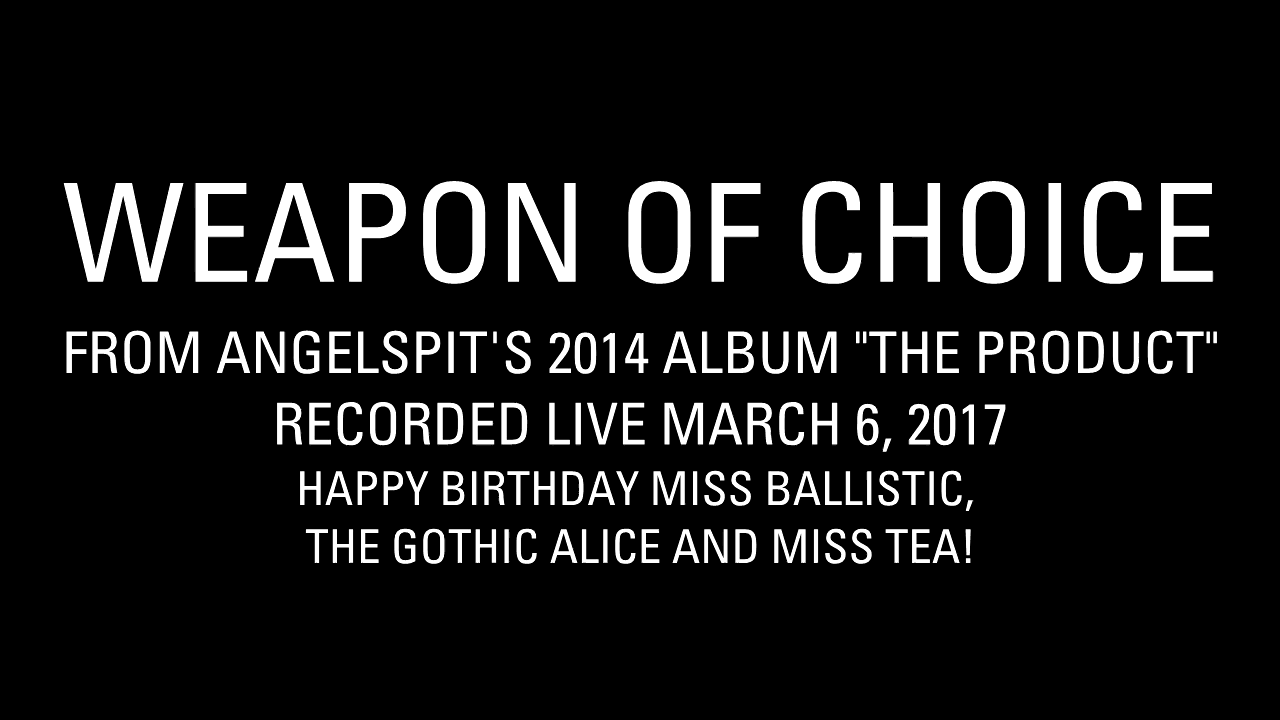 WEAPON OF CHOICE
FROM ANGELSPIT'S 2014 ALBUM "THE PRODUCT"
RECORDED LIVE MARCH 6, 2017
HAPPY BIRTHDAY MISS BALLISTIC,
THE GOTHIC ALICE AND MISS TEA!